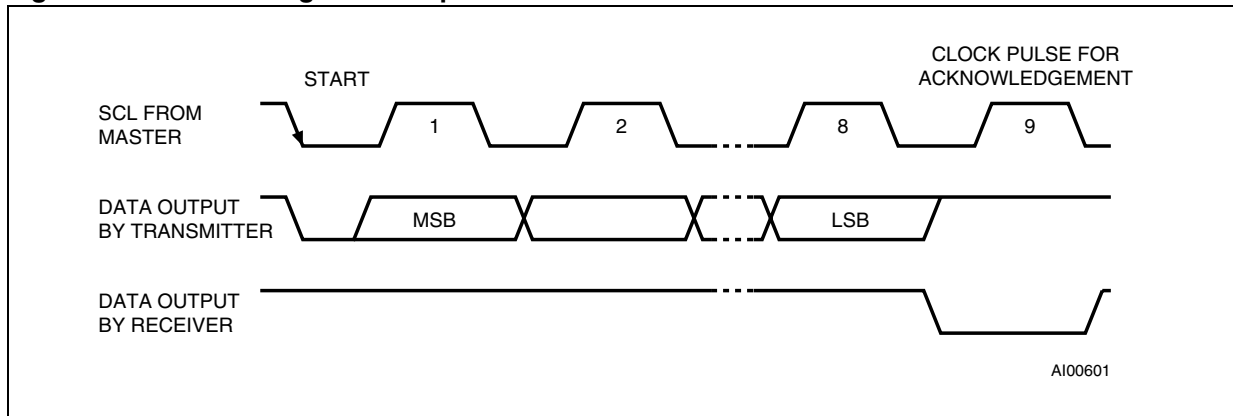 START
CLOCK PULSE FOR
ACKNOWLEDGEMENT
SCL FROM
MASTER
1
2
8
9
DATA OUTPUT
BY TRANSMITTER
MSB
LSB
DATA OUTPUT
BY RECEIVER
AI00601